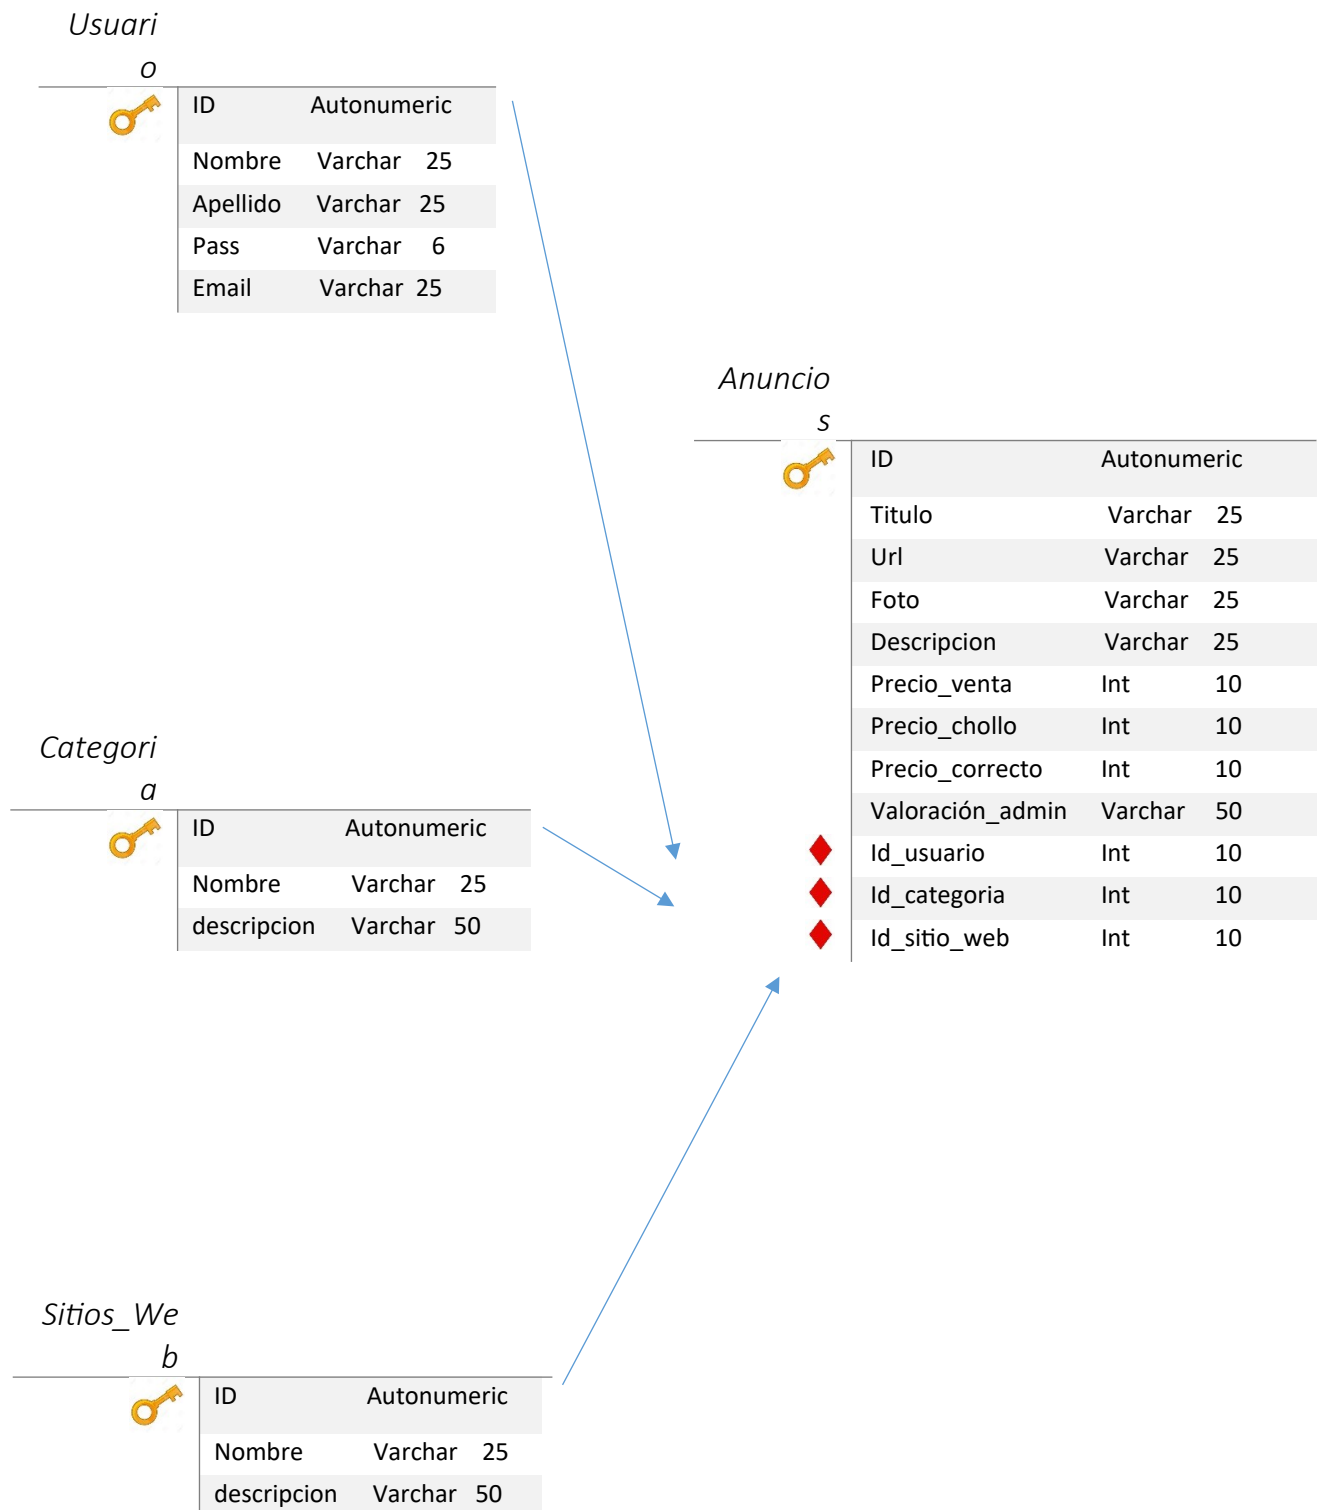 Usuari
o
ID Autonumeric
Nombre Varchar 25
Apellido Varchar 25
Pass Varchar 6
Email Varchar 25
Anuncio
s
ID Autonumeric
Titulo Varchar 25
Url Varchar 25
Foto Varchar 25
Descripcion Varchar 25
Precio_venta Int 10
Precio_chollo Int 10
Precio_correcto Int 10
Valoración_admin Varchar 50
Id_usuario Int 10
Id_categoria Int 10
Id_sitio_web Int 10
Categori
a
ID Autonumeric
Nombre Varchar 25
descripcion Varchar 50
Sitios_We
b
ID Autonumeric
Nombre Varchar 25
descripcion Varchar 50